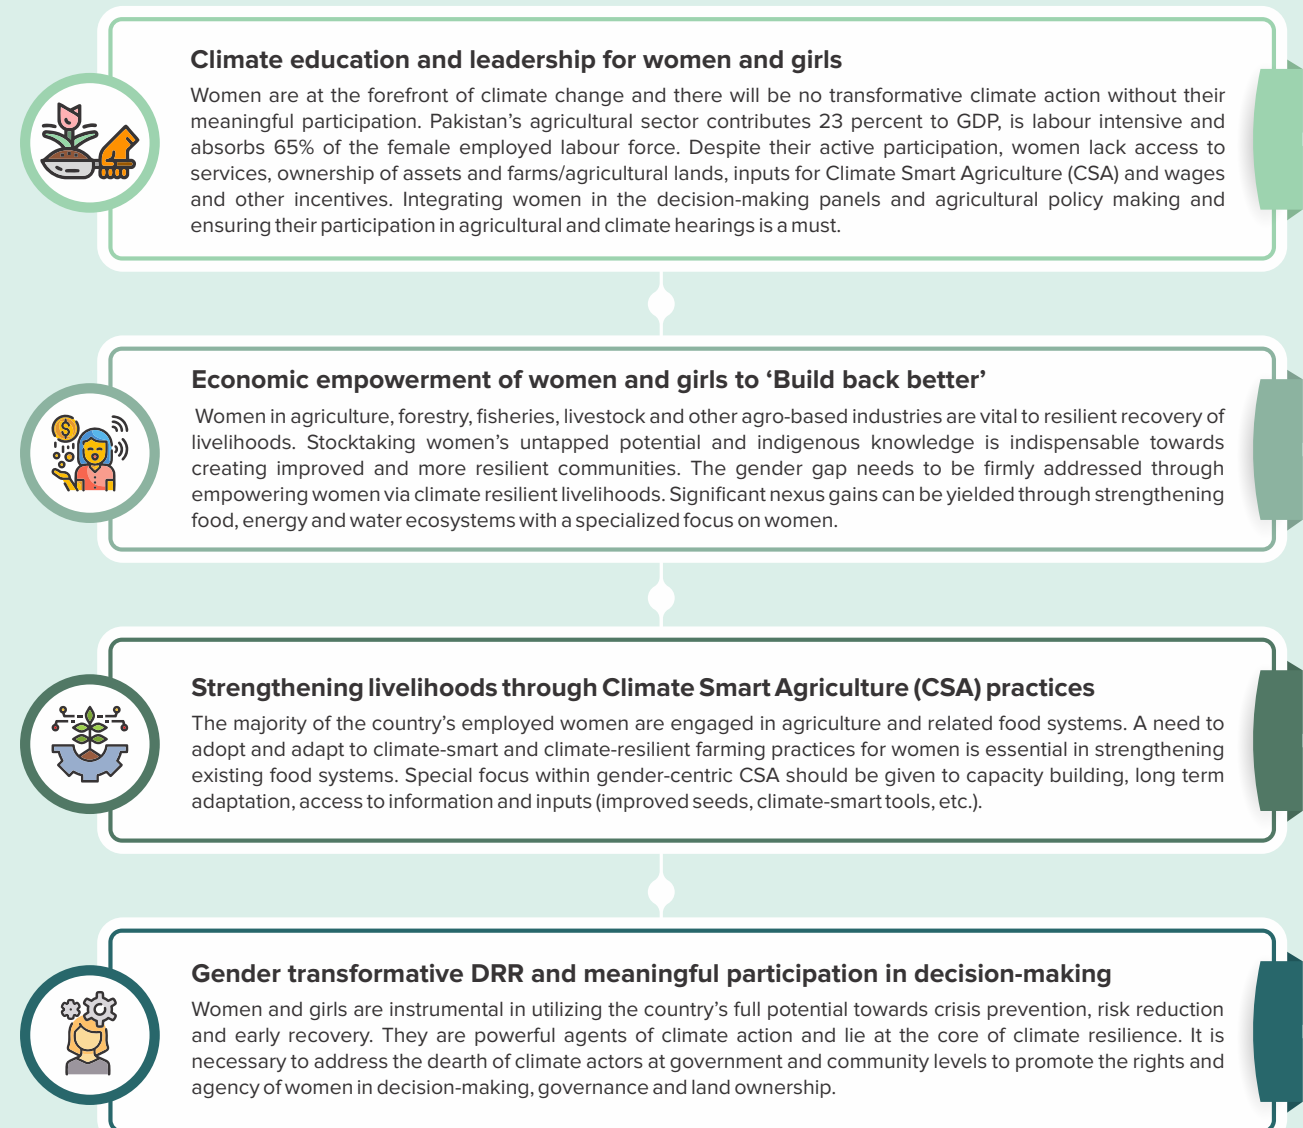 Climate education and leadership for women and girls
Women are at the forefront of climate change and there will be no transformative climate action without their
meaningful participation. Pakistan’s agricultural sector contributes 23 percent to GDP, is labour intensive and
absorbs 65% of the female employed labour force. Despite their active participation, women lack access to
services, ownership of assets and farms/agricultural lands, inputs for Climate Smart Agriculture (CSA) and wages
and other incentives. Integrating women in the decision-making panels and agricultural policy making and
ensuring their participation in agricultural and climate hearings is a must.
Economic empowerment of women and girls to ‘Build back better’
Women in agriculture, forestry, fisheries, livestock and other agro-based industries are vital to resilient recovery of
livelihoods. Stocktaking women’s untapped potential and indigenous knowledge is indispensable towards
creating improved and more resilient communities. The gender gap needs to be firmly addressed through
empowering women via climate resilient livelihoods. Significant nexus gains can be yielded through strengthening
food, energy and water ecosystems with a specialized focus on women.
Strengthening livelihoods through Climate Smart Agriculture (CSA) practices
The majority of the country’s employed women are engaged in agriculture and related food systems. A need to
adopt and adapt to climate-smart and climate-resilient farming practices for women is essential in strengthening
existing food systems. Special focus within gender-centric CSA should be given to capacity building, long term
adaptation, access to information and inputs (improved seeds, climate-smart tools, etc.).
Gender transformative DRR and meaningful participation in decision-making
Women and girls are instrumental in utilizing the country’s full potential towards crisis prevention, risk reduction
and early recovery. They are powerful agents of climate action and lie at the core of climate resilience. It is
necessary to address the dearth of climate actors at government and community levels to promote the rights and
agency of women in decision-making, governance and land ownership.